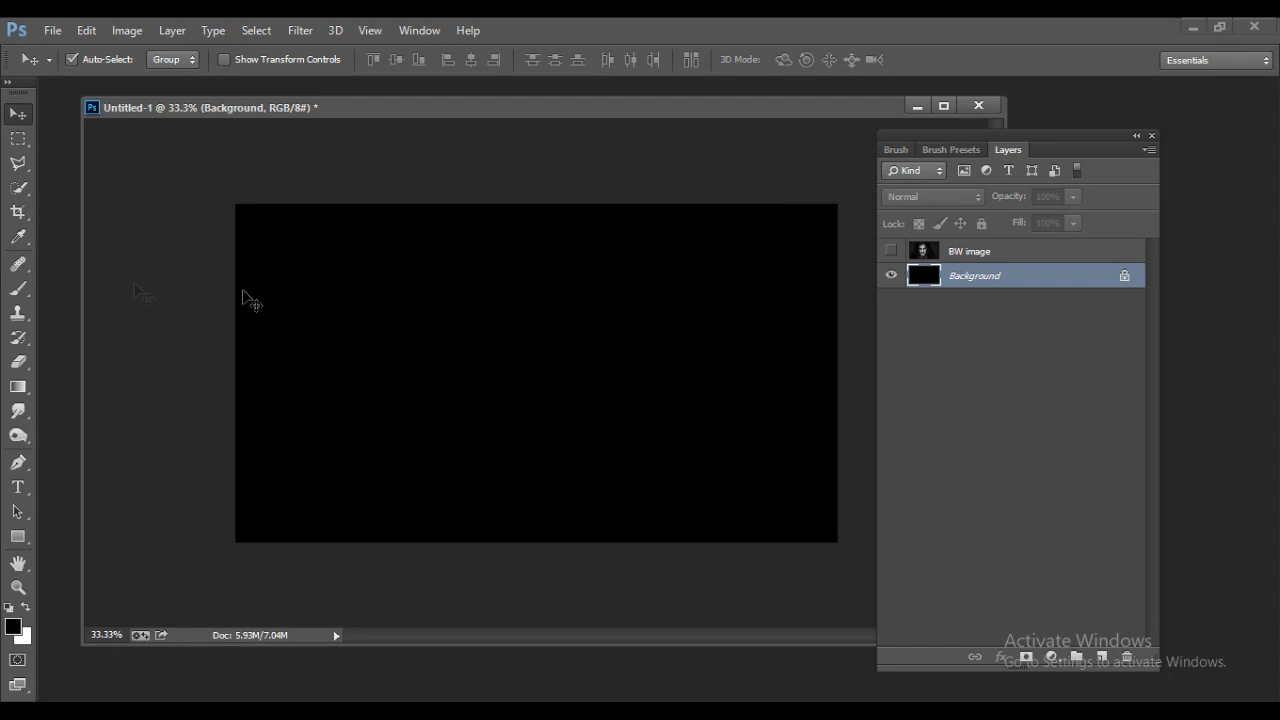 Ps File Edit Image Layer Type Select Filter 3D View Window Help
Auto-Select: Group Show Transform Controls 3D Mode: Essentials
Ps Untitled-1 @ 33.3% (Background, RGB/8#) *
Brush Brush Presets Layers
Kind T
Normal Opacity: 100%
Lock: Fill: 100%
BW image
Background
T
33.33% Doc: 5.93M/7.04M
fx
Activate Windows
Go to Settings to activate Windows.